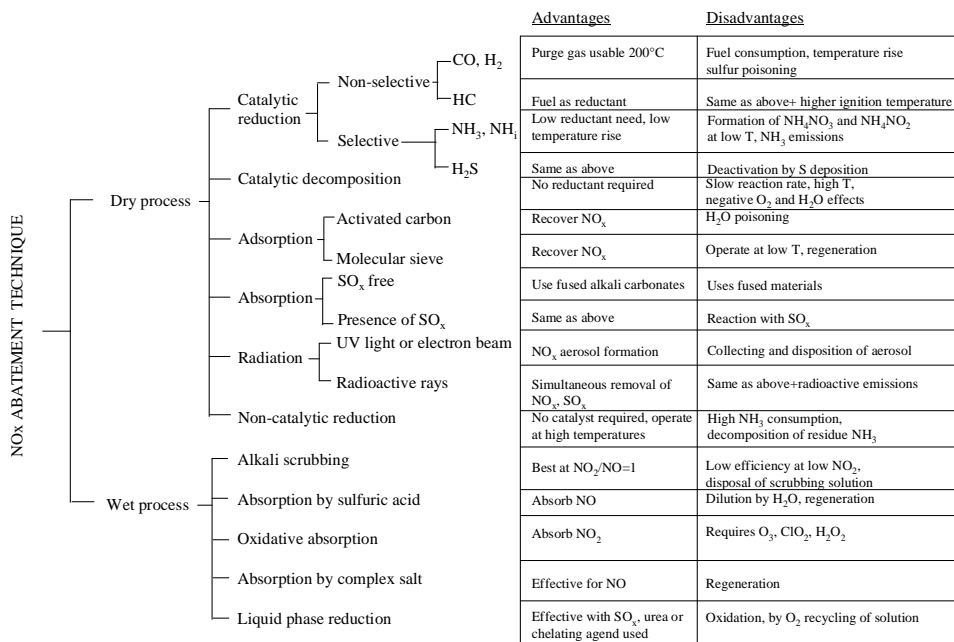 Advantages
Disadvantages
Purge gas usable 200°C
Fuel consumption, temperature rise
sulfur poisoning
CO, H₂
Non-selective
HC
Catalytic
reduction
Fuel as reductant
Same as above+ higher ignition temperature
Low reductant need, low
temperature rise
Formation of NH₄NO₃ and NH₄NO₂
at low T, NH₃ emissions
NH₃, NHᵢ
Selective
H₂S
Same as above
Deactivation by S deposition
Catalytic decomposition
No reductant required
Slow reaction rate, high T,
negative O₂ and H₂O effects
Dry process
Activated carbon
Recover NOₓ
H₂O poisoning
Adsorption
Molecular sieve
Recover NOₓ
Operate at low T, regeneration
SOₓ free
Use fused alkali carbonates
Uses fused materials
Absorption
Presence of SOₓ
Same as above
Reaction with SOₓ
UV light or electron beam
NOₓ aerosol formation
Collecting and disposition of aerosol
Radiation
Radioactive rays
Simultaneous removal of
NOₓ, SOₓ
Same as above+radioactive emissions
Non-catalytic reduction
No catalyst required, operate
at high temperatures
High NH₃ consumption,
decomposition of residue NH₃
NOx ABATEMENT TECHNIQUE
Alkali scrubbing
Best at NO₂/NO=1
Low efficiency at low NO₂,
disposal of scrubbing solution
Wet process
Absorption by sulfuric acid
Absorb NO
Dilution by H₂O, regeneration
Oxidative absorption
Absorb NO₂
Requires O₃, ClO₂, H₂O₂
Absorption by complex salt
Effective for NO
Regeneration
Liquid phase reduction
Effective with SOₓ, urea or
chelating agend used
Oxidation, by O₂ recycling of solution